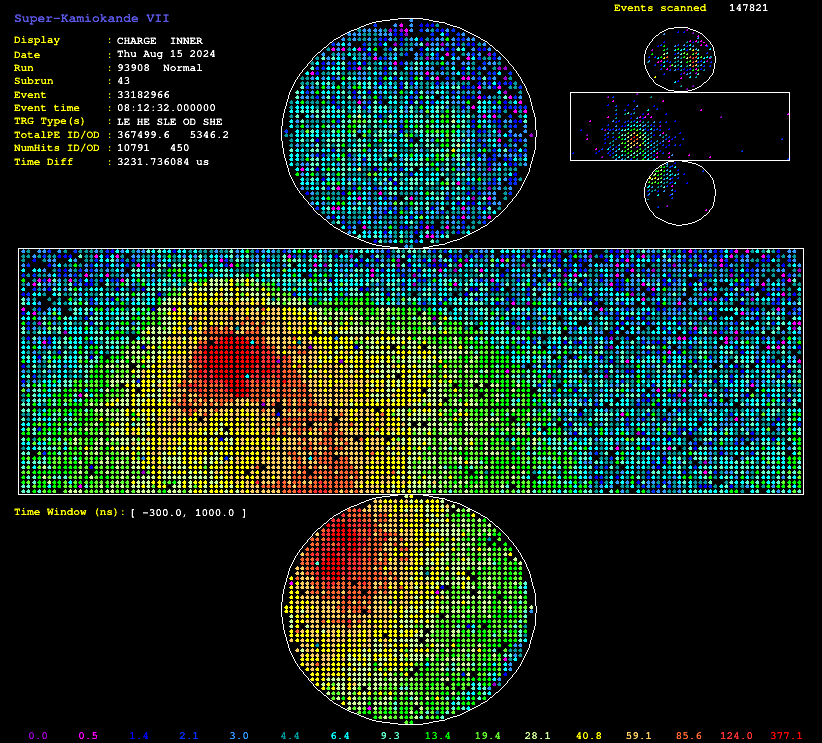 Events scanned 147821
Super-Kamiokande VII
Display : CHARGE INNER
Date : Thu Aug 15 2024
Run : 93908 Normal
Subrun : 43
Event : 33182966
Event time : 08:12:32.000000
TRG Type(s) : LE HE SLE OD SHE
TotalPE ID/OD : 367499.6 5346.2
NumHits ID/OD : 10791 450
Time Diff : 3231.736084 us
Time Window (ns): [ -300.0, 1000.0 ]
0.0 0.5 1.4 2.1 3.0 4.4 6.4 9.3 13.4 19.4 28.1 40.8 59.1 85.6 124.0 377.1